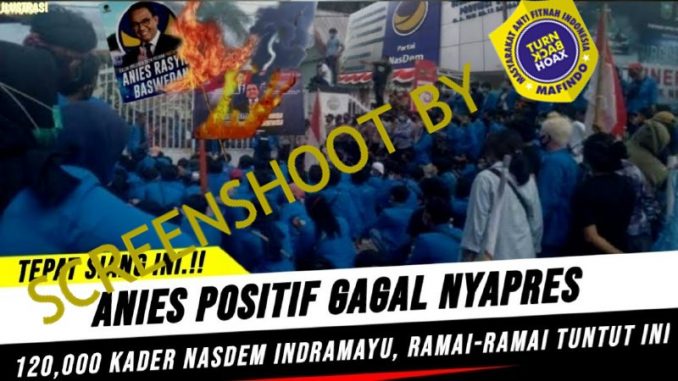 ILUSTRASI
ANIES RASYID
BASWEDAN
Partai
NasDem
MASYARAKAT ANTI FITNAH INDONESIA
TURN
BACK
HOAX
MAFINDO
SCREENSHOOT BY
TEPAT SIANG INI.!!
ANIES POSITIF GAGAL NYAPRES
120,000 KADER NASDEM INDRAMAYU, RAMAI-RAMAI TUNTUT INI